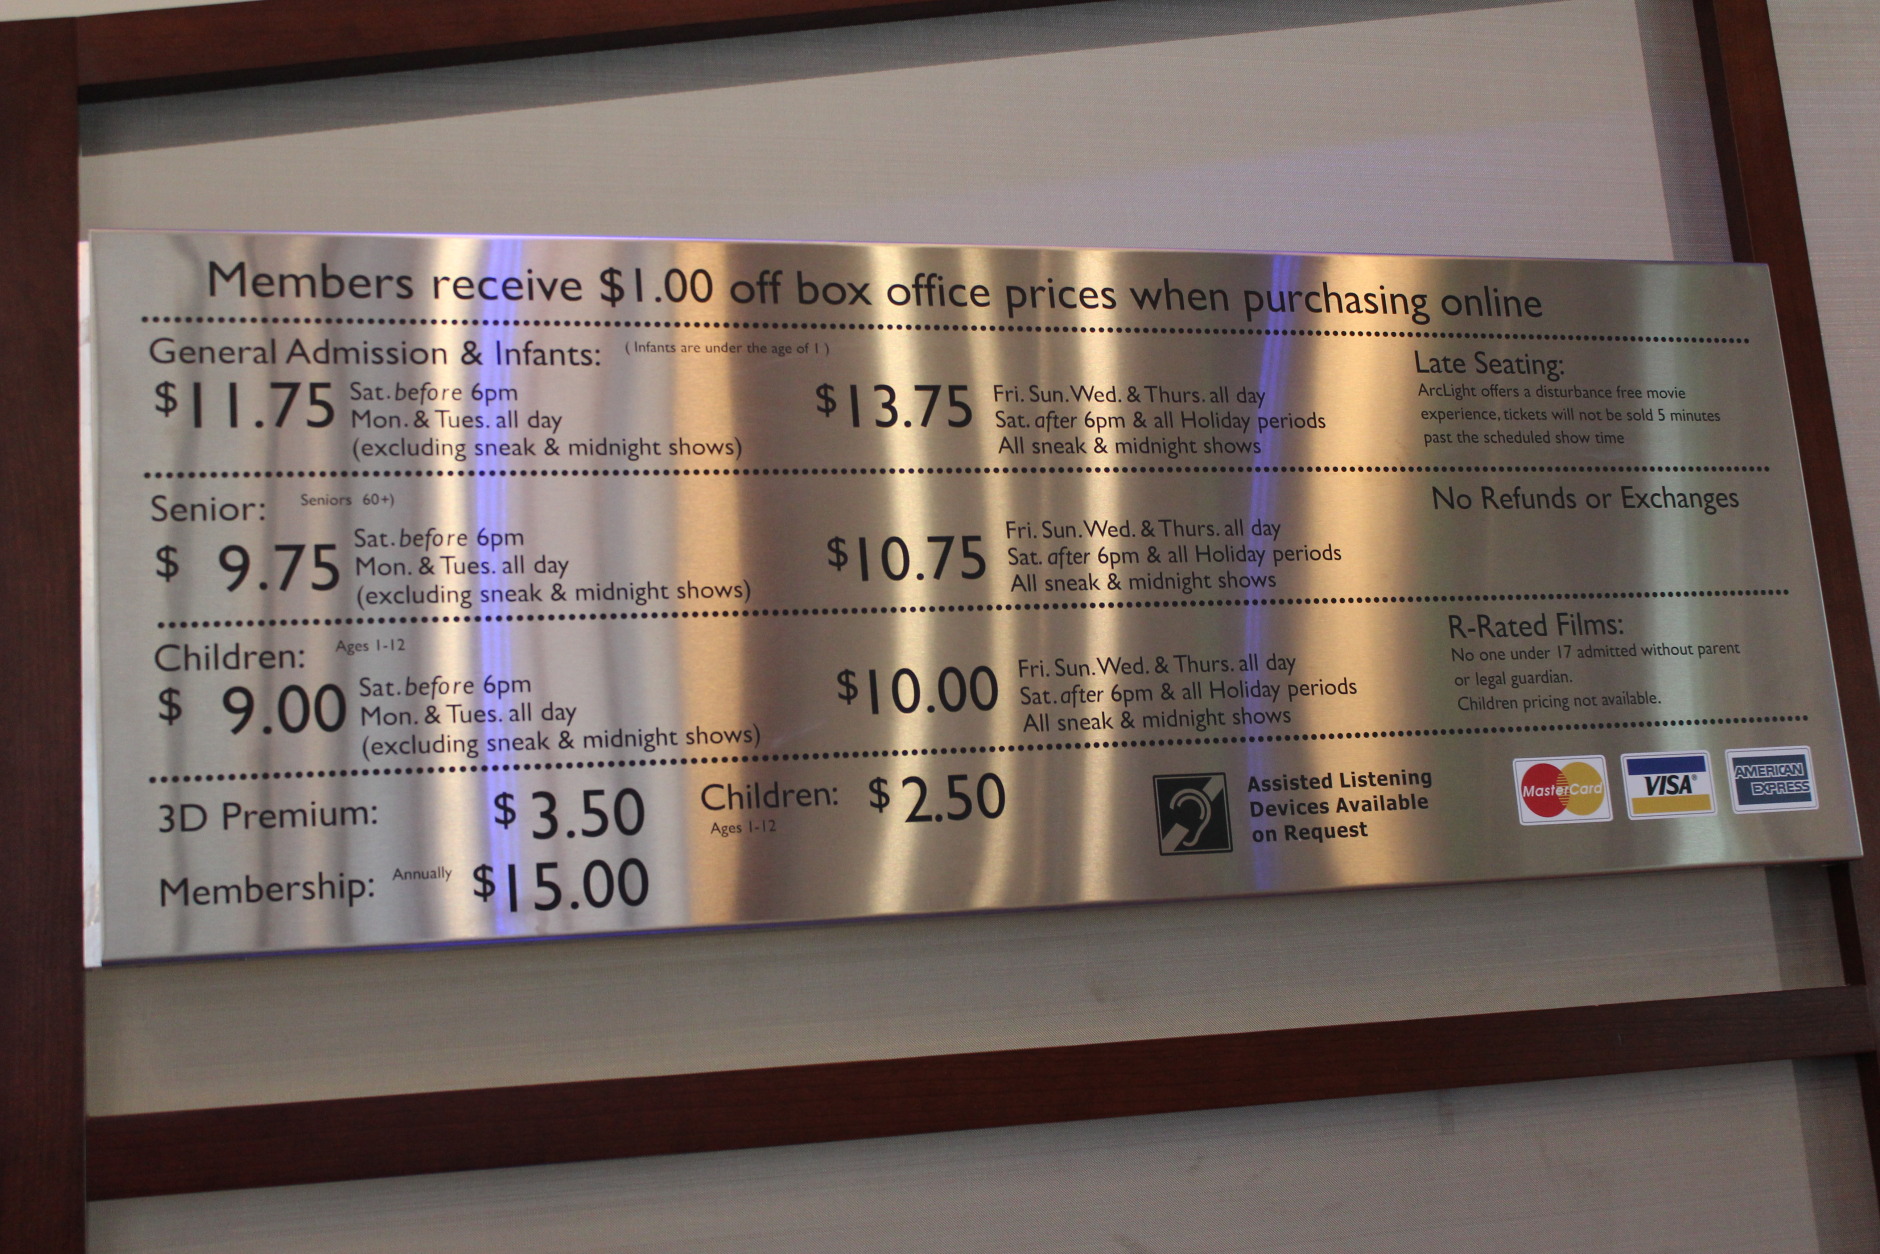 Members receive $1.00 off box office prices when purchasing online
General Admission & Infants: ( Infants are under the age of 1 )
$11.75 Sat. before 6pm
Mon. & Tues. all day
(excluding sneak & midnight shows)
$13.75 Fri. Sun. Wed. & Thurs. all day
Sat. after 6pm & all Holiday periods
All sneak & midnight shows
Late Seating:
ArcLight offers a disturbance free movie
experience, tickets will not be sold 5 minutes
past the scheduled show time
Senior: Seniors 60+)
$ 9.75 Sat. before 6pm
Mon. & Tues. all day
(excluding sneak & midnight shows)
$10.75 Fri. Sun. Wed. & Thurs. all day
Sat. after 6pm & all Holiday periods
All sneak & midnight shows
No Refunds or Exchanges
Children: Ages 1-12
$ 9.00 Sat. before 6pm
Mon. & Tues. all day
(excluding sneak & midnight shows)
$10.00 Fri. Sun. Wed. & Thurs. all day
Sat. after 6pm & all Holiday periods
All sneak & midnight shows
R-Rated Films:
No one under 17 admitted without parent
or legal guardian.
Children pricing not available.
3D Premium: $3.50 Children: $2.50
Ages 1-12
Membership: Annually $15.00
Assisted Listening
Devices Available
on Request
MasterCard
VISA
AMERICAN
EXPRESS